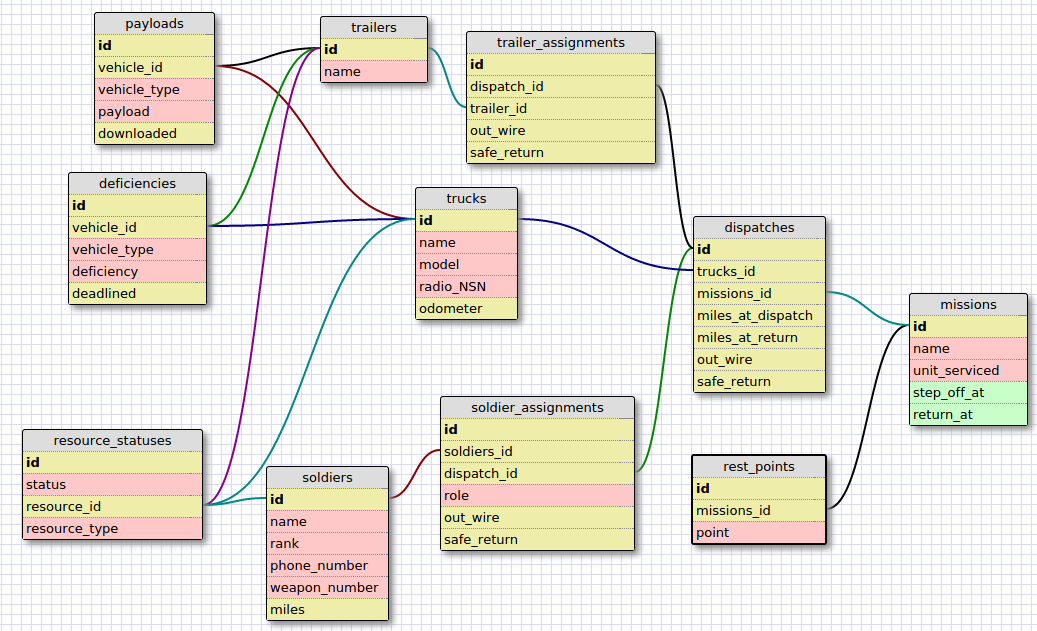 payloads
id
vehicle_id
vehicle_type
payload
downloaded
trailers
id
name
trailer_assignments
id
dispatch_id
trailer_id
out_wire
safe_return
deficiencies
id
vehicle_id
vehicle_type
deficiency
deadlined
trucks
id
name
model
radio_NSN
odometer
dispatches
id
trucks_id
missions_id
miles_at_dispatch
miles_at_return
out_wire
safe_return
missions
id
name
unit_serviced
step_off_at
return_at
resource_statuses
id
status
resource_id
resource_type
soldiers
id
name
rank
phone_number
weapon_number
miles
soldier_assignments
id
soldiers_id
dispatch_id
role
out_wire
safe_return
rest_points
id
missions_id
point